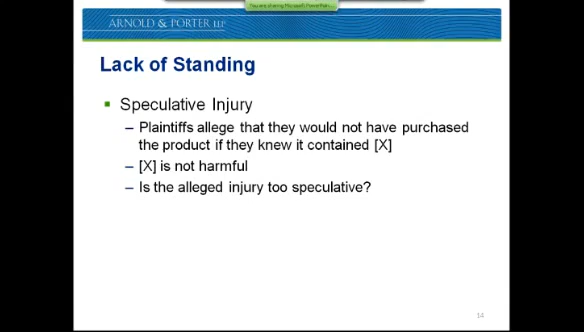 You are sharing Microsoft PowerPoin...
ARNOLD & PORTER LLP
Lack of Standing
Speculative Injury
– Plaintiffs allege that they would not have purchased
the product if they knew it contained [X]
– [X] is not harmful
– Is the alleged injury too speculative?
14